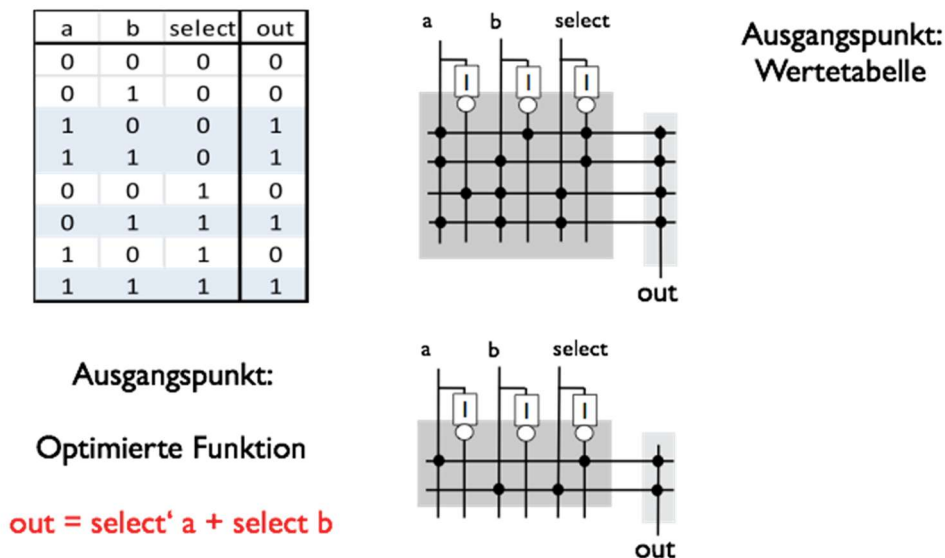 a b select out
0 0 0 0
0 1 0 0
1 0 0 1
1 1 0 1
0 0 1 0
0 1 1 1
1 0 1 0
1 1 1 1
a b select
I I I
out
Ausgangspunkt:
Wertetabelle
Ausgangspunkt:
Optimierte Funktion
out = select‘ a + select b
a b select
I I I
out